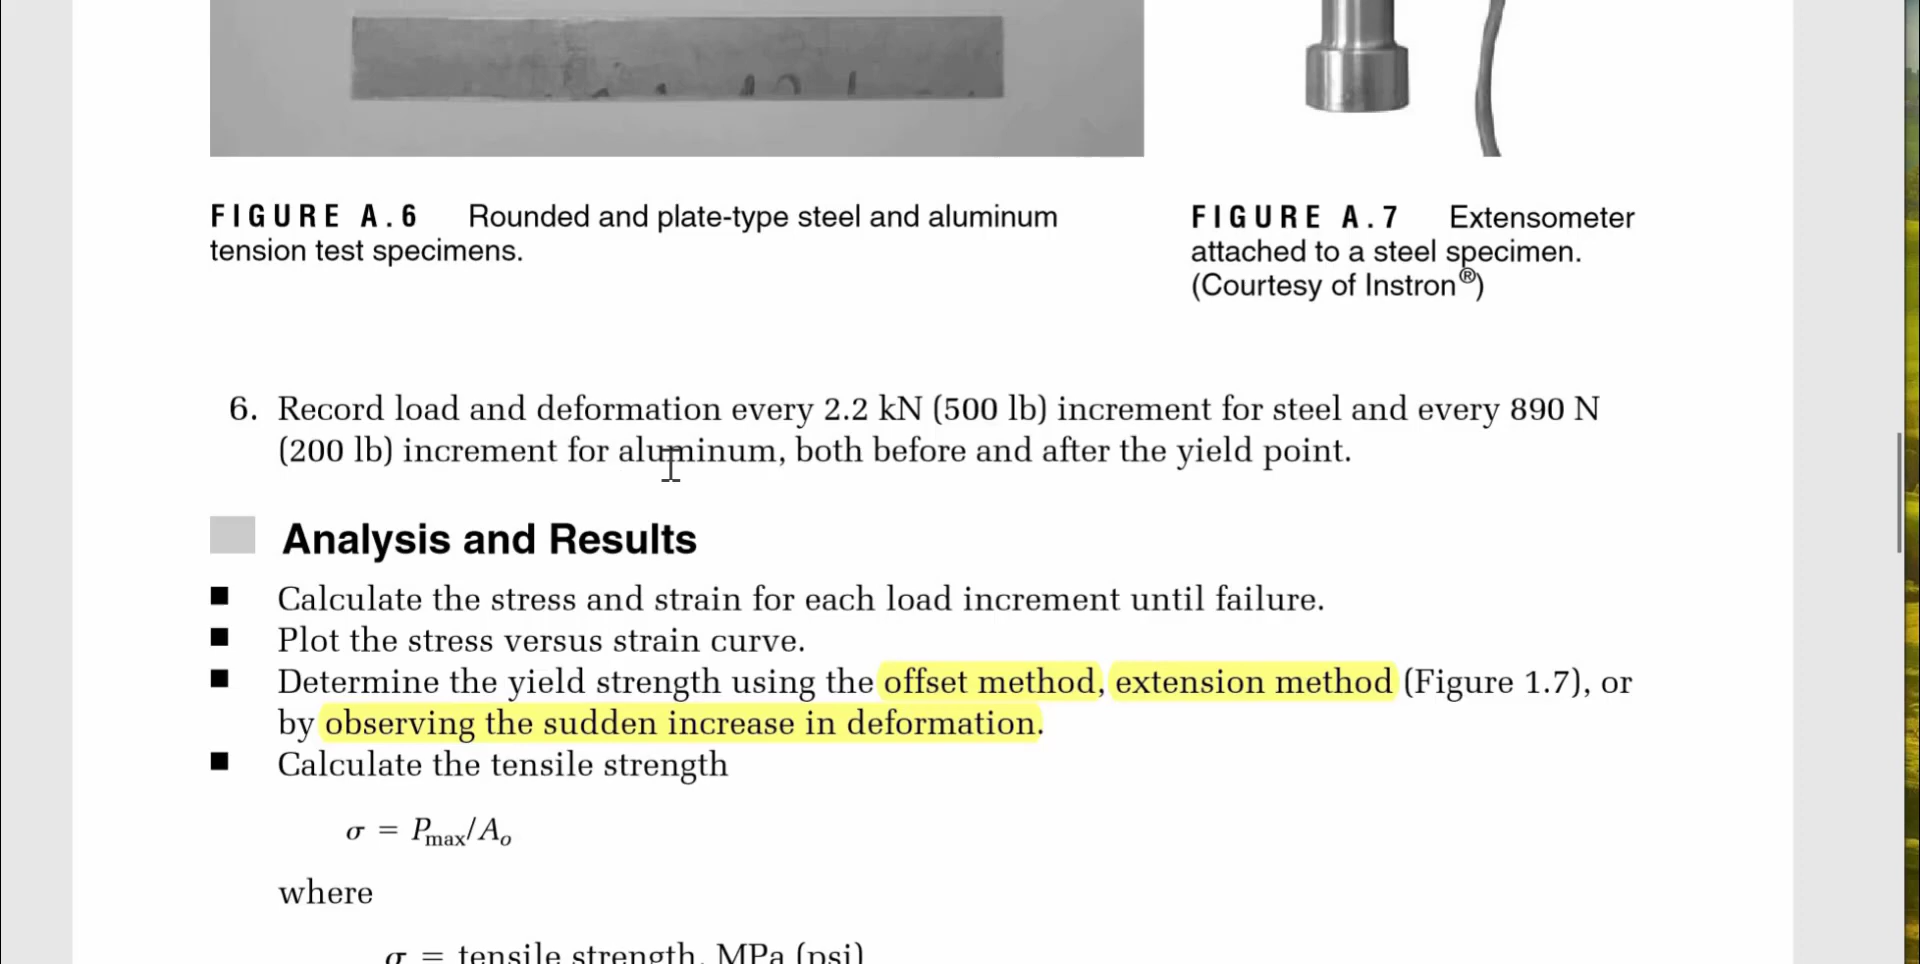 FIGURE A.6 Rounded and plate-type steel and aluminum
tension test specimens.
FIGURE A.7 Extensometer
attached to a steel specimen.
(Courtesy of Instron®)
6. Record load and deformation every 2.2 kN (500 lb) increment for steel and every 890 N
(200 lb) increment for aluminum, both before and after the yield point.
Analysis and Results
■ Calculate the stress and strain for each load increment until failure.
■ Plot the stress versus strain curve.
■ Determine the yield strength using the offset method, extension method (Figure 1.7), or
by observing the sudden increase in deformation.
■ Calculate the tensile strength
σ = Pmax/Ao
where
σ = tensile strength, MPa (psi)